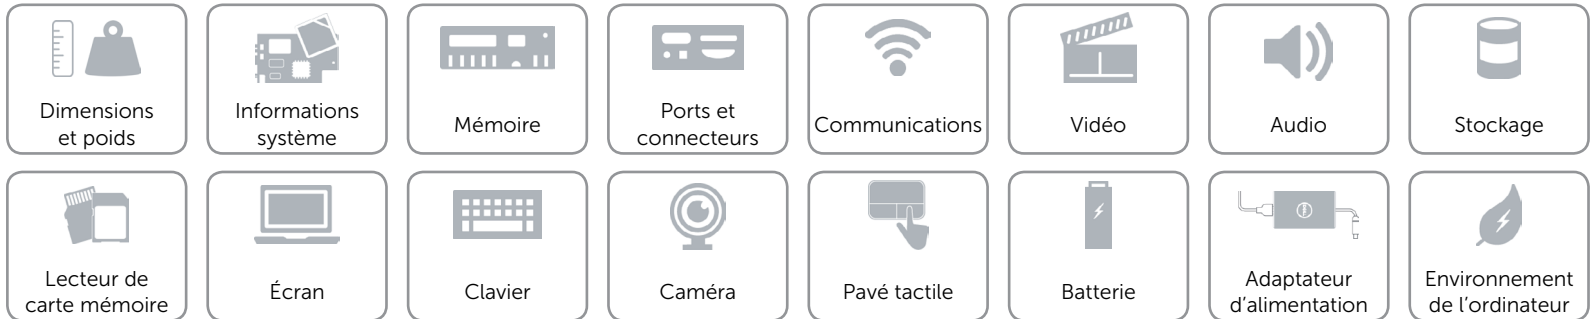 Dimensions
et poids
Informations
système
Mémoire
Ports et
connecteurs
Communications
Vidéo
Audio
Stockage
Lecteur de
carte mémoire
Écran
Clavier
Caméra
Pavé tactile
Batterie
Adaptateur
d’alimentation
Environnement
de l’ordinateur